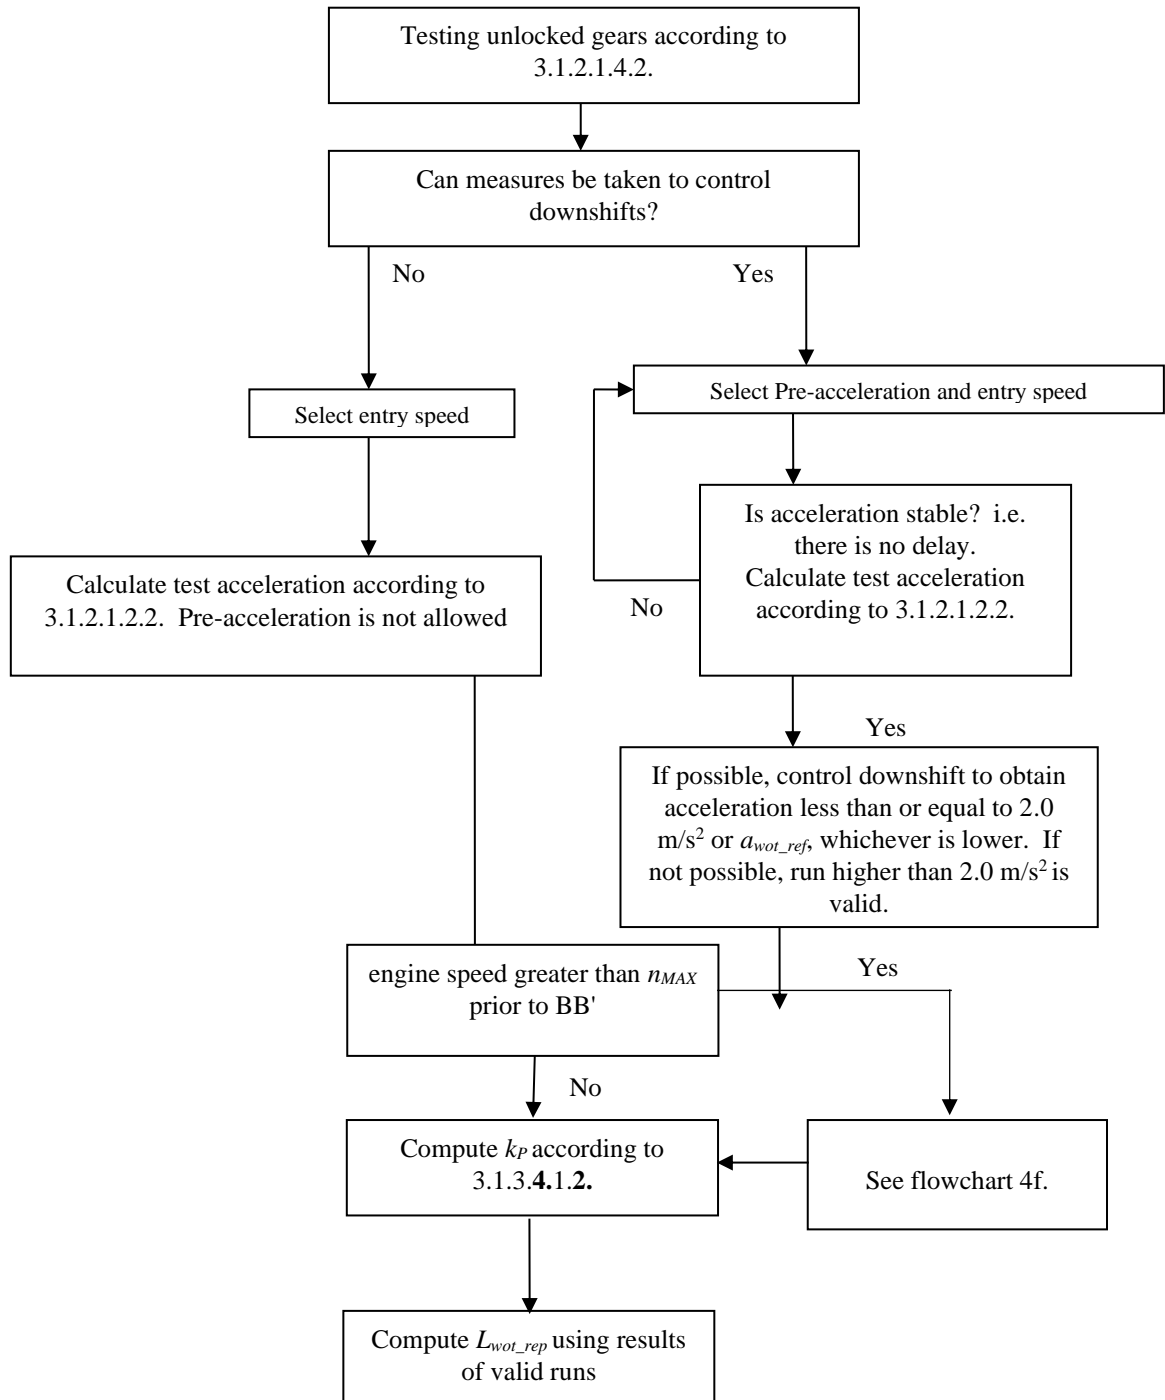 Testing unlocked gears according to
3.1.2.1.4.2.
Can measures be taken to control
downshifts?
No
Yes
Select entry speed
Select Pre-acceleration and entry speed
Is acceleration stable?  i.e.
there is no delay.
Calculate test acceleration
according to 3.1.2.1.2.2.
No
Calculate test acceleration according to
3.1.2.1.2.2.  Pre-acceleration is not allowed
Yes
If possible, control downshift to obtain
acceleration less than or equal to 2.0
m/s² or a_wot_ref, whichever is lower.  If
not possible, run higher than 2.0 m/s² is
valid.
engine speed greater than n_MAX
prior to BB'
Yes
No
Compute k_P according to
3.1.3.4.1.2.
See flowchart 4f.
Compute L_wot_rep using results
of valid runs